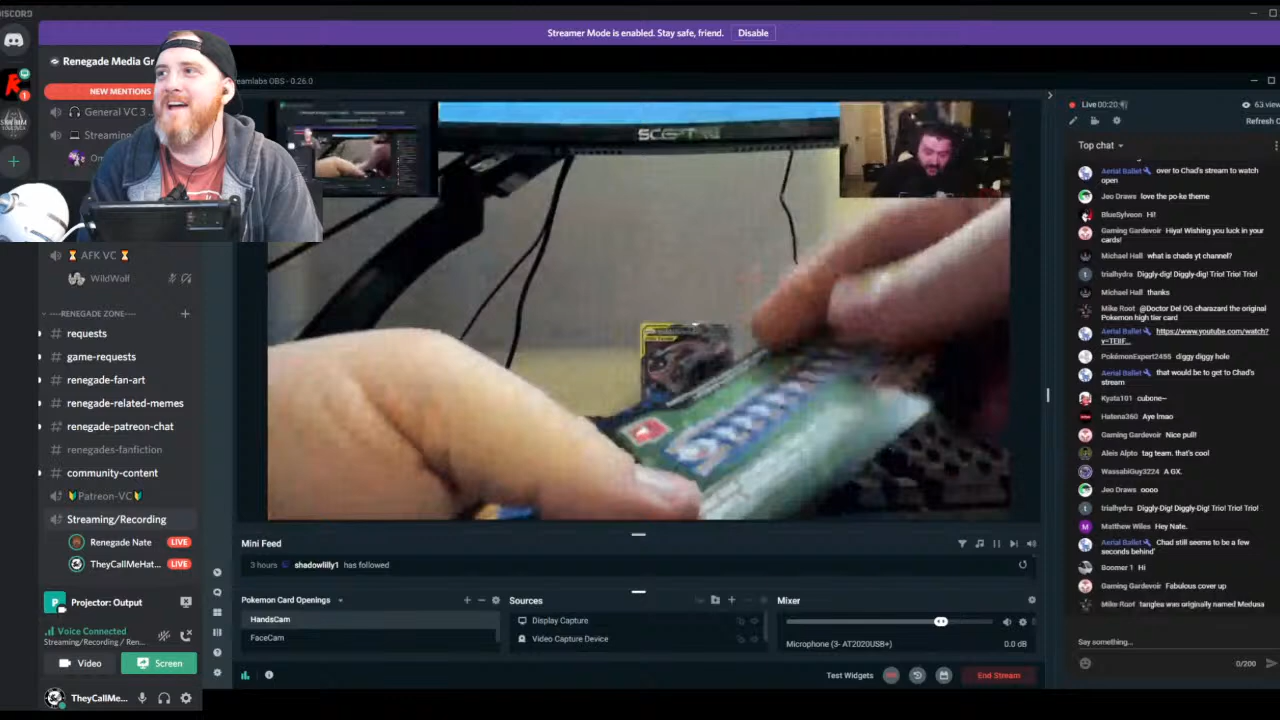 DISCORD
Streamer Mode is enabled. Stay safe, friend.
Disable
Renegade Media Gr
NEW MENTIONS
General VC 3
Streaming
AFK VC
WildWolf
----RENEGADE ZONE----
requests
game-requests
renegade-fan-art
renegade-related-memes
renegade-patreon-chat
renegade-fanfiction
community-content
Patreon-VC
Streaming/Recording
Renegade Nate
LIVE
TheyCallMeHat...
LIVE
Projector: Output
Voice Connected
Streaming/Recording / Ren...
Video
Screen
TheyCallMe...
reamlabs OBS - 0.26.0
Mini Feed
3 hours shadowlilly1 has followed
Pokemon Card Openings
HandsCam
FaceCam
Sources
Display Capture
Video Capture Device
Mixer
Microphone (3- AT2020USB+)
0.0 dB
Test Widgets
End Stream
63 view
Refresh C
Top chat
Aerial Ballet over to Chad's stream to watch
open
Jeo Draws love the po-ke theme
BlueSylveon Hi!
Gaming Gardevoir Hiya! Wishing you luck in your
cards!
Michael Hall what is chads yt channel?
trialhydra Diggly-dig! Diggly-dig! Trio! Trio! Trio!
Michael Hall thanks
Mike Root @Doctor Del OG charazard the original
Pokemon high tier card
Aerial Ballet https://www.youtube.com/watch?
PokémonExpert2455 diggy diggy hole
Aerial Ballet that would be to get to Chad's
stream
Kyata101 cubone~
Hatena360 Aye lmao
Gaming Gardevoir Nice pull!
Aleis Alpto tag team. that's cool
WassabiGuy3224 A GX.
Jeo Draws oooo
trialhydra Diggly-Dig! Diggly-Dig! Trio! Trio! Trio!
Matthew Wiles Hey Nate.
Aerial Ballet Chad still seems to be a few
seconds behind'
Boomer 1 Hi
Gaming Gardevoir Fabulous cover up
Mike Root tanglea was originally named Medusa
Say something...
0/200